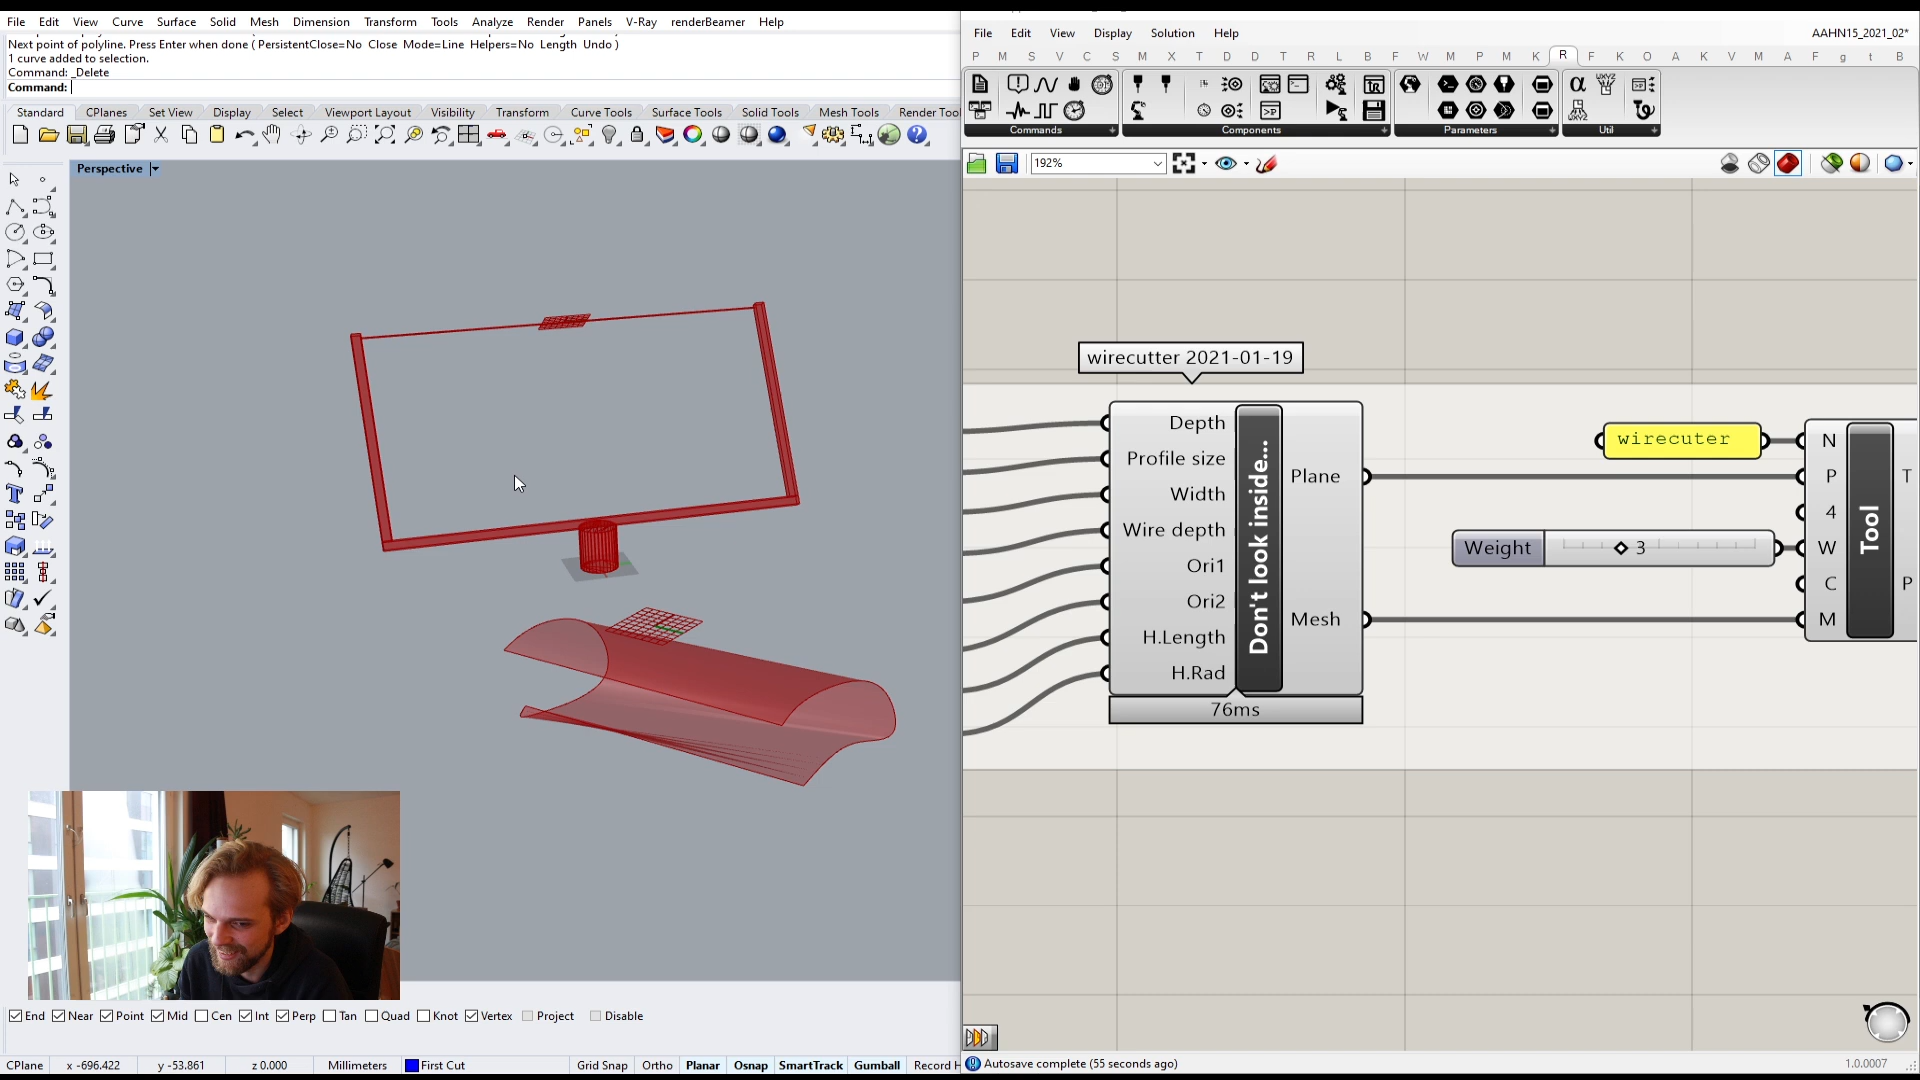 File Edit View Curve Surface Solid Mesh Dimension Transform Tools Analyze Render Panels V-Ray renderBeamer Help
Next point of polyline. Press Enter when done ( PersistentClose=No Close Mode=Line Helpers=No Length Undo )
1 curve added to selection.
Command: _Delete
Command:
Standard CPlanes Set View Display Select Viewport Layout Visibility Transform Curve Tools Surface Tools Solid Tools Mesh Tools Render Tool
Perspective
End Near Point Mid Cen Int Perp Tan Quad Knot Vertex Project Disable
CPlane x -696.422 y -53.861 z 0.000 Millimeters First Cut Grid Snap Ortho Planar Osnap SmartTrack Gumball Record H
File Edit View Display Solution Help AAHN15_2021_02*
P M S V C S M X T D D T R L B F W M P M K R F K O A K V M A F g t B
Commands Components Parameters Util
192%
wirecutter 2021-01-19
Depth
Profile size
Width
Wire depth
Ori1
Ori2
H.Length
H.Rad
Don't look inside...
Plane
Mesh
76ms
wirecuter
Weight 3
N
P
4
W
C
M
Tool
T
P
Autosave complete (55 seconds ago) 1.0.0007